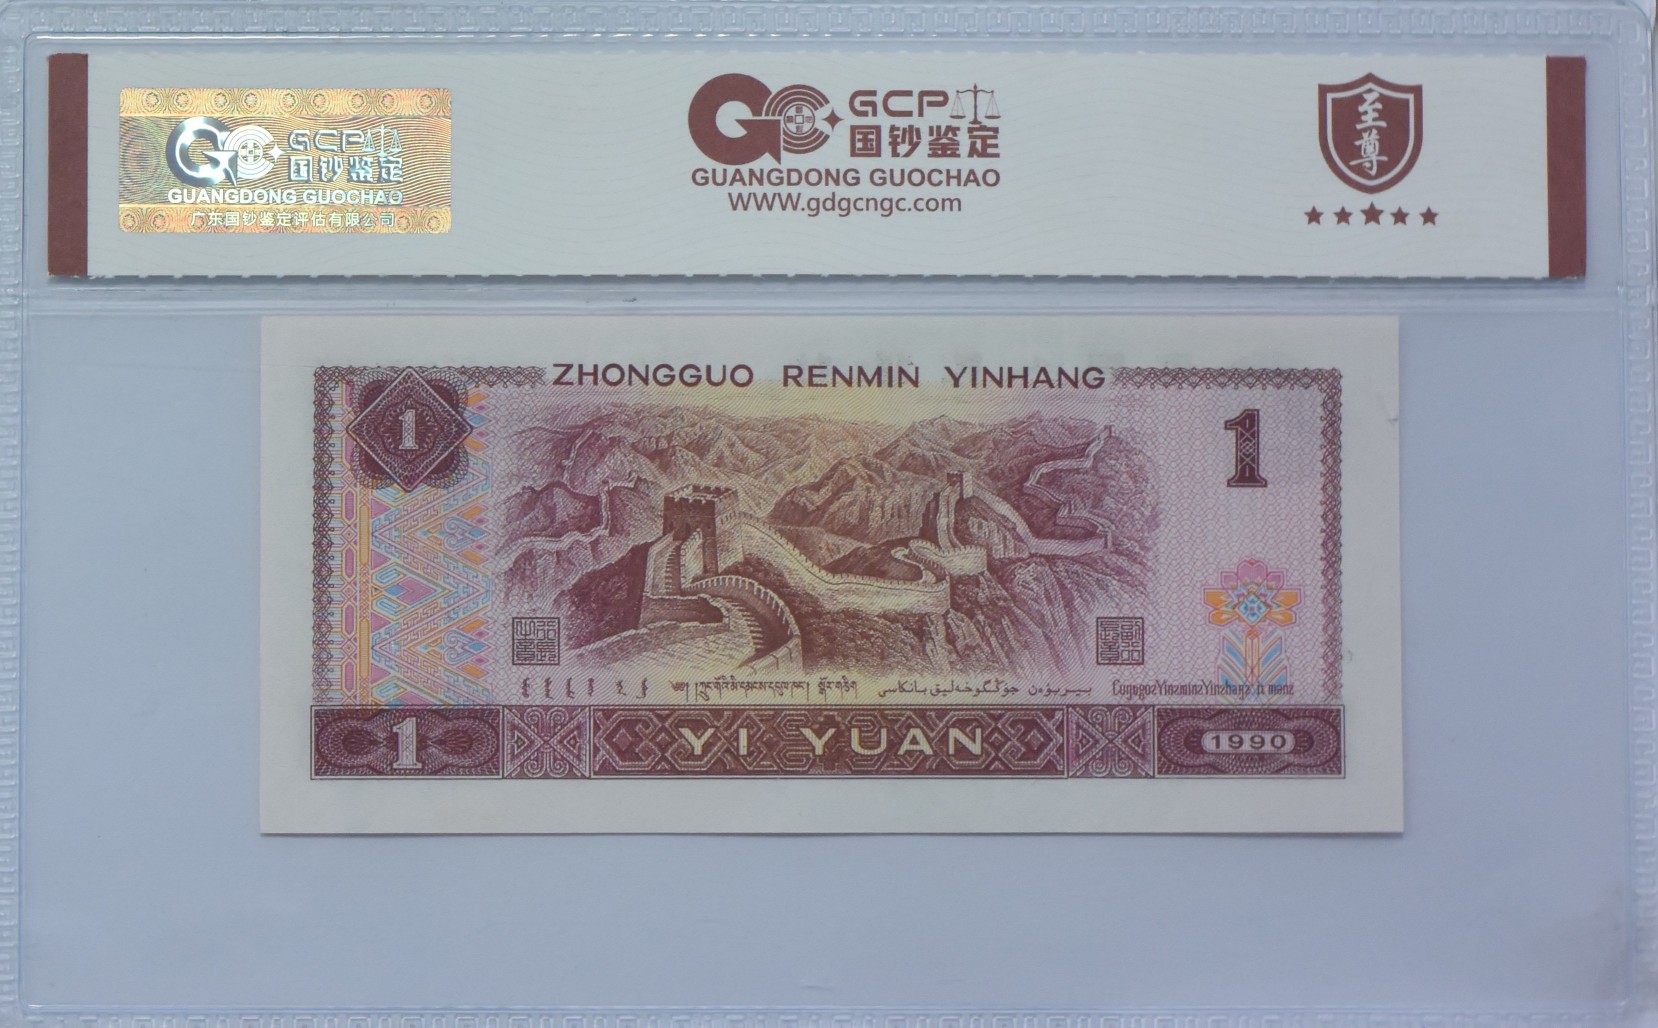 GCP
国钞鉴定
GUANGDONG GUOCHAO
广东国钞鉴定评估有限公司
GCP
国钞鉴定
GUANGDONG GUOCHAO
WWW.gdgcngc.com
至尊
ZHONGGUO RENMIN YINHANG
1
1
1 YI YUAN 1990